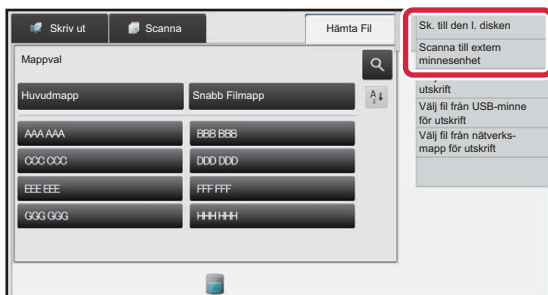 Skriv ut
Scanna
Hämta Fil
Mappval
Huvudmapp
Snabb Filmapp
AAA AAA
BBB BBB
CCC CCC
DDD DDD
EEE EEE
FFF FFF
GGG GGG
HHH HHH
Sk. till den l. disken
Scanna till extern
minnesenhet
utskrift
Välj fil från USB-minne
för utskrift
Välj fil från nätverks-
mapp för utskrift